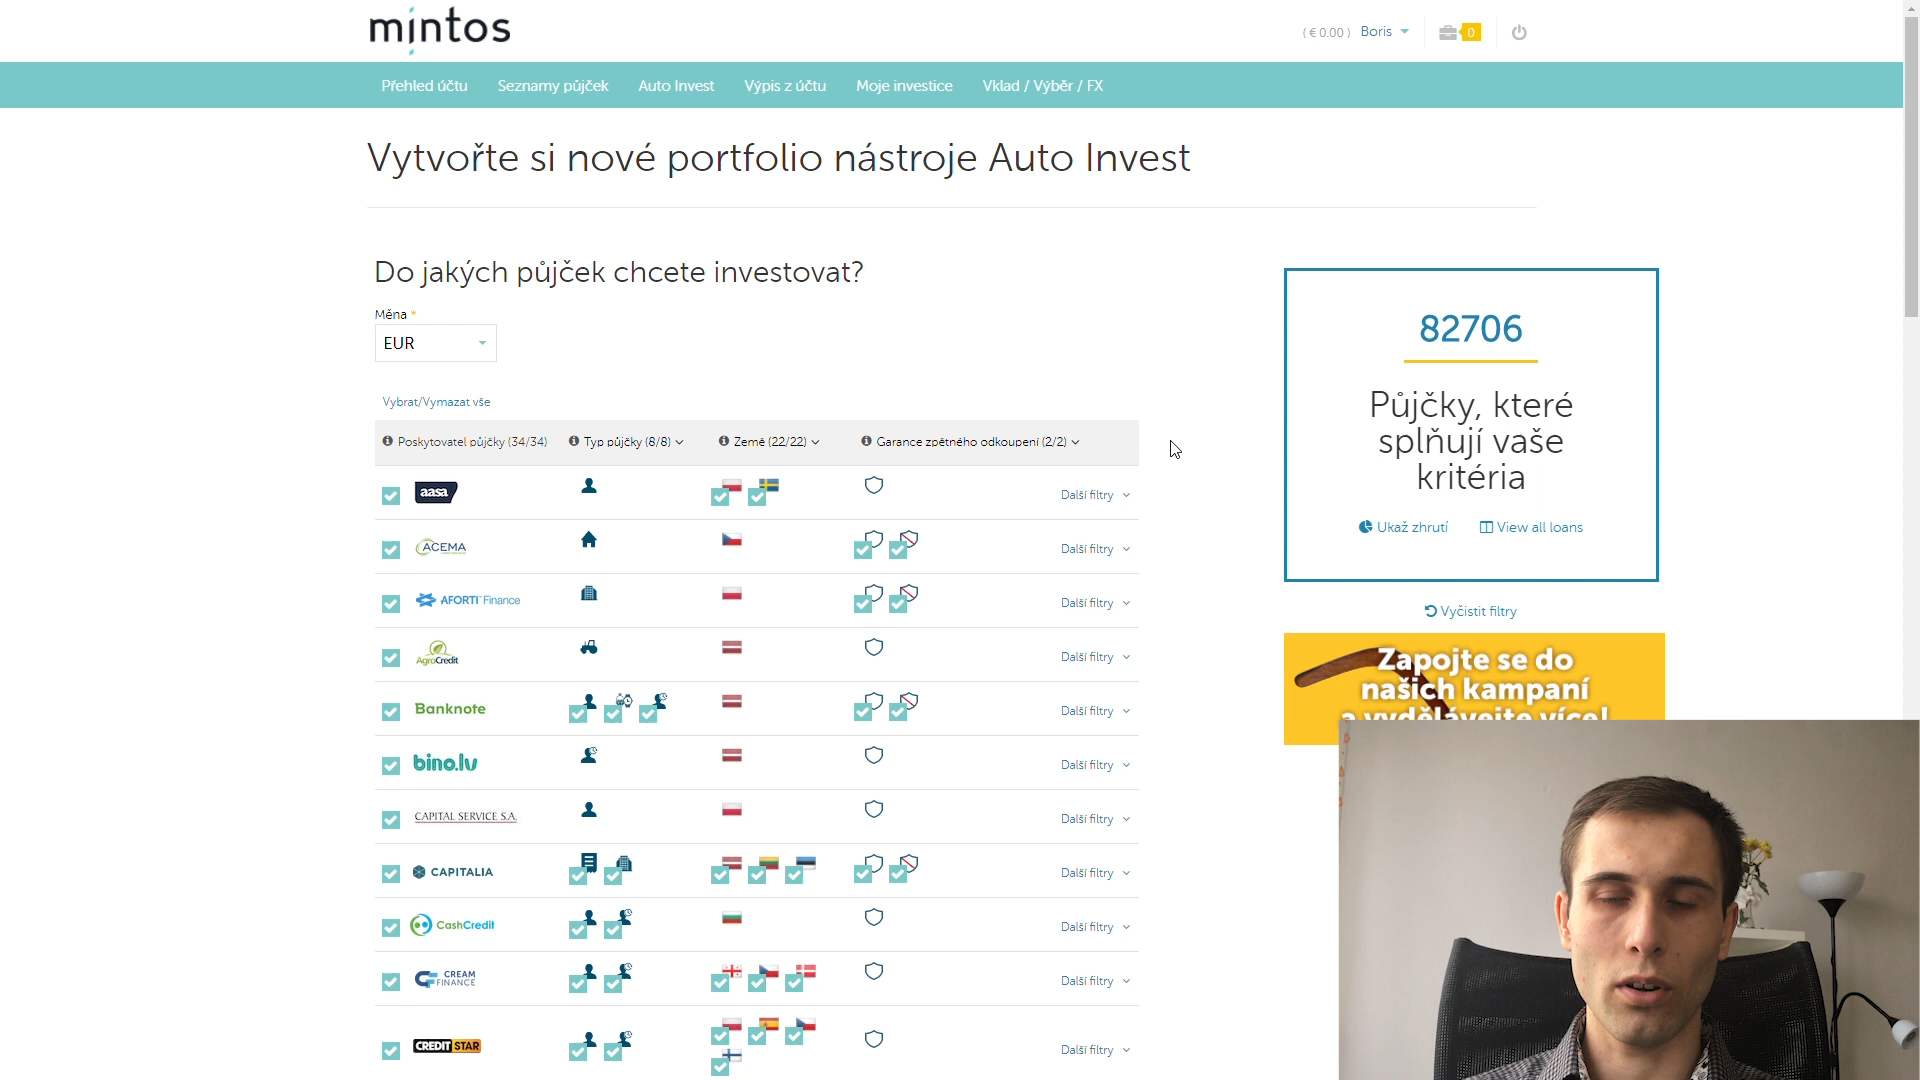 mintos
( € 0.00 ) Boris 0
Přehled účtu Seznamy půjček Auto Invest Výpis z účtu Moje investice Vklad / Výběr / FX
Vytvořte si nové portfolio nástroje Auto Invest
Do jakých půjček chcete investovat?
Měna *
EUR
Vybrat/Vymazat vše
Poskytovatel půjčky (34/34) Typ půjčky (8/8) Země (22/22) Garance zpětného odkoupení (2/2)
aasa Další filtry
ACEMA Další filtry
AFORTI Finance Další filtry
AgroCredit Další filtry
Banknote Další filtry
bino.lv Další filtry
CAPITAL SERVICE S.A. Další filtry
CAPITALIA Další filtry
CashCredit Další filtry
CREAM FINANCE Další filtry
CREDIT STAR Další filtry
82706
Půjčky, které
splňují vaše
kritéria
Ukaž zhrutí View all loans
Vyčistit filtry
Zapojte se do
našich kampaní
a vydělávejte více!